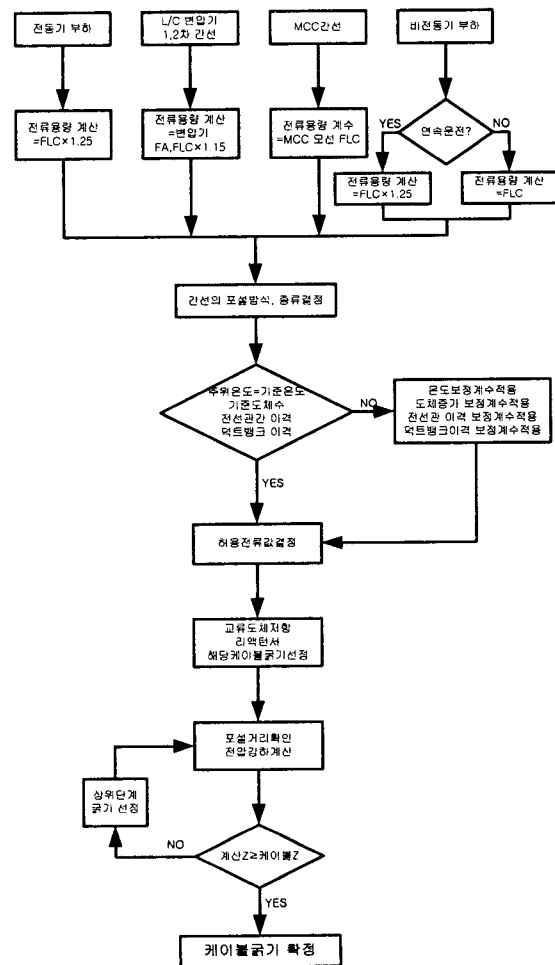 전동기 부하
L/C 변압기
1,2차 간선
MCC간선
비전동기 부하
전류용량 계산
=FLC×1.25
전류용량 계산
=변압기
FA,FLC×1.15
전류용량 계수
=MCC 모선 FLC
YES
연속운전?
NO
전류용량 계산
=FLC×1.25
전류용량 계산
=FLC
간선의 포설방식, 종류결정
주위온도=기준온도
기준도체수
전선관간 이격
덕트뱅크 이격
NO
온도보정계수적용
도체증가 보정계수적용
전선관 이격 보정계수적용
덕트뱅크이격 보정계수적용
YES
허용전류값결정
교류도체저항
리액턴서
해당케이블굵기선정
포설거리확인
전압강하계산
상위단계
굵기 선정
NO
계산Z≥케이블Z
YES
케이블굵기 확정